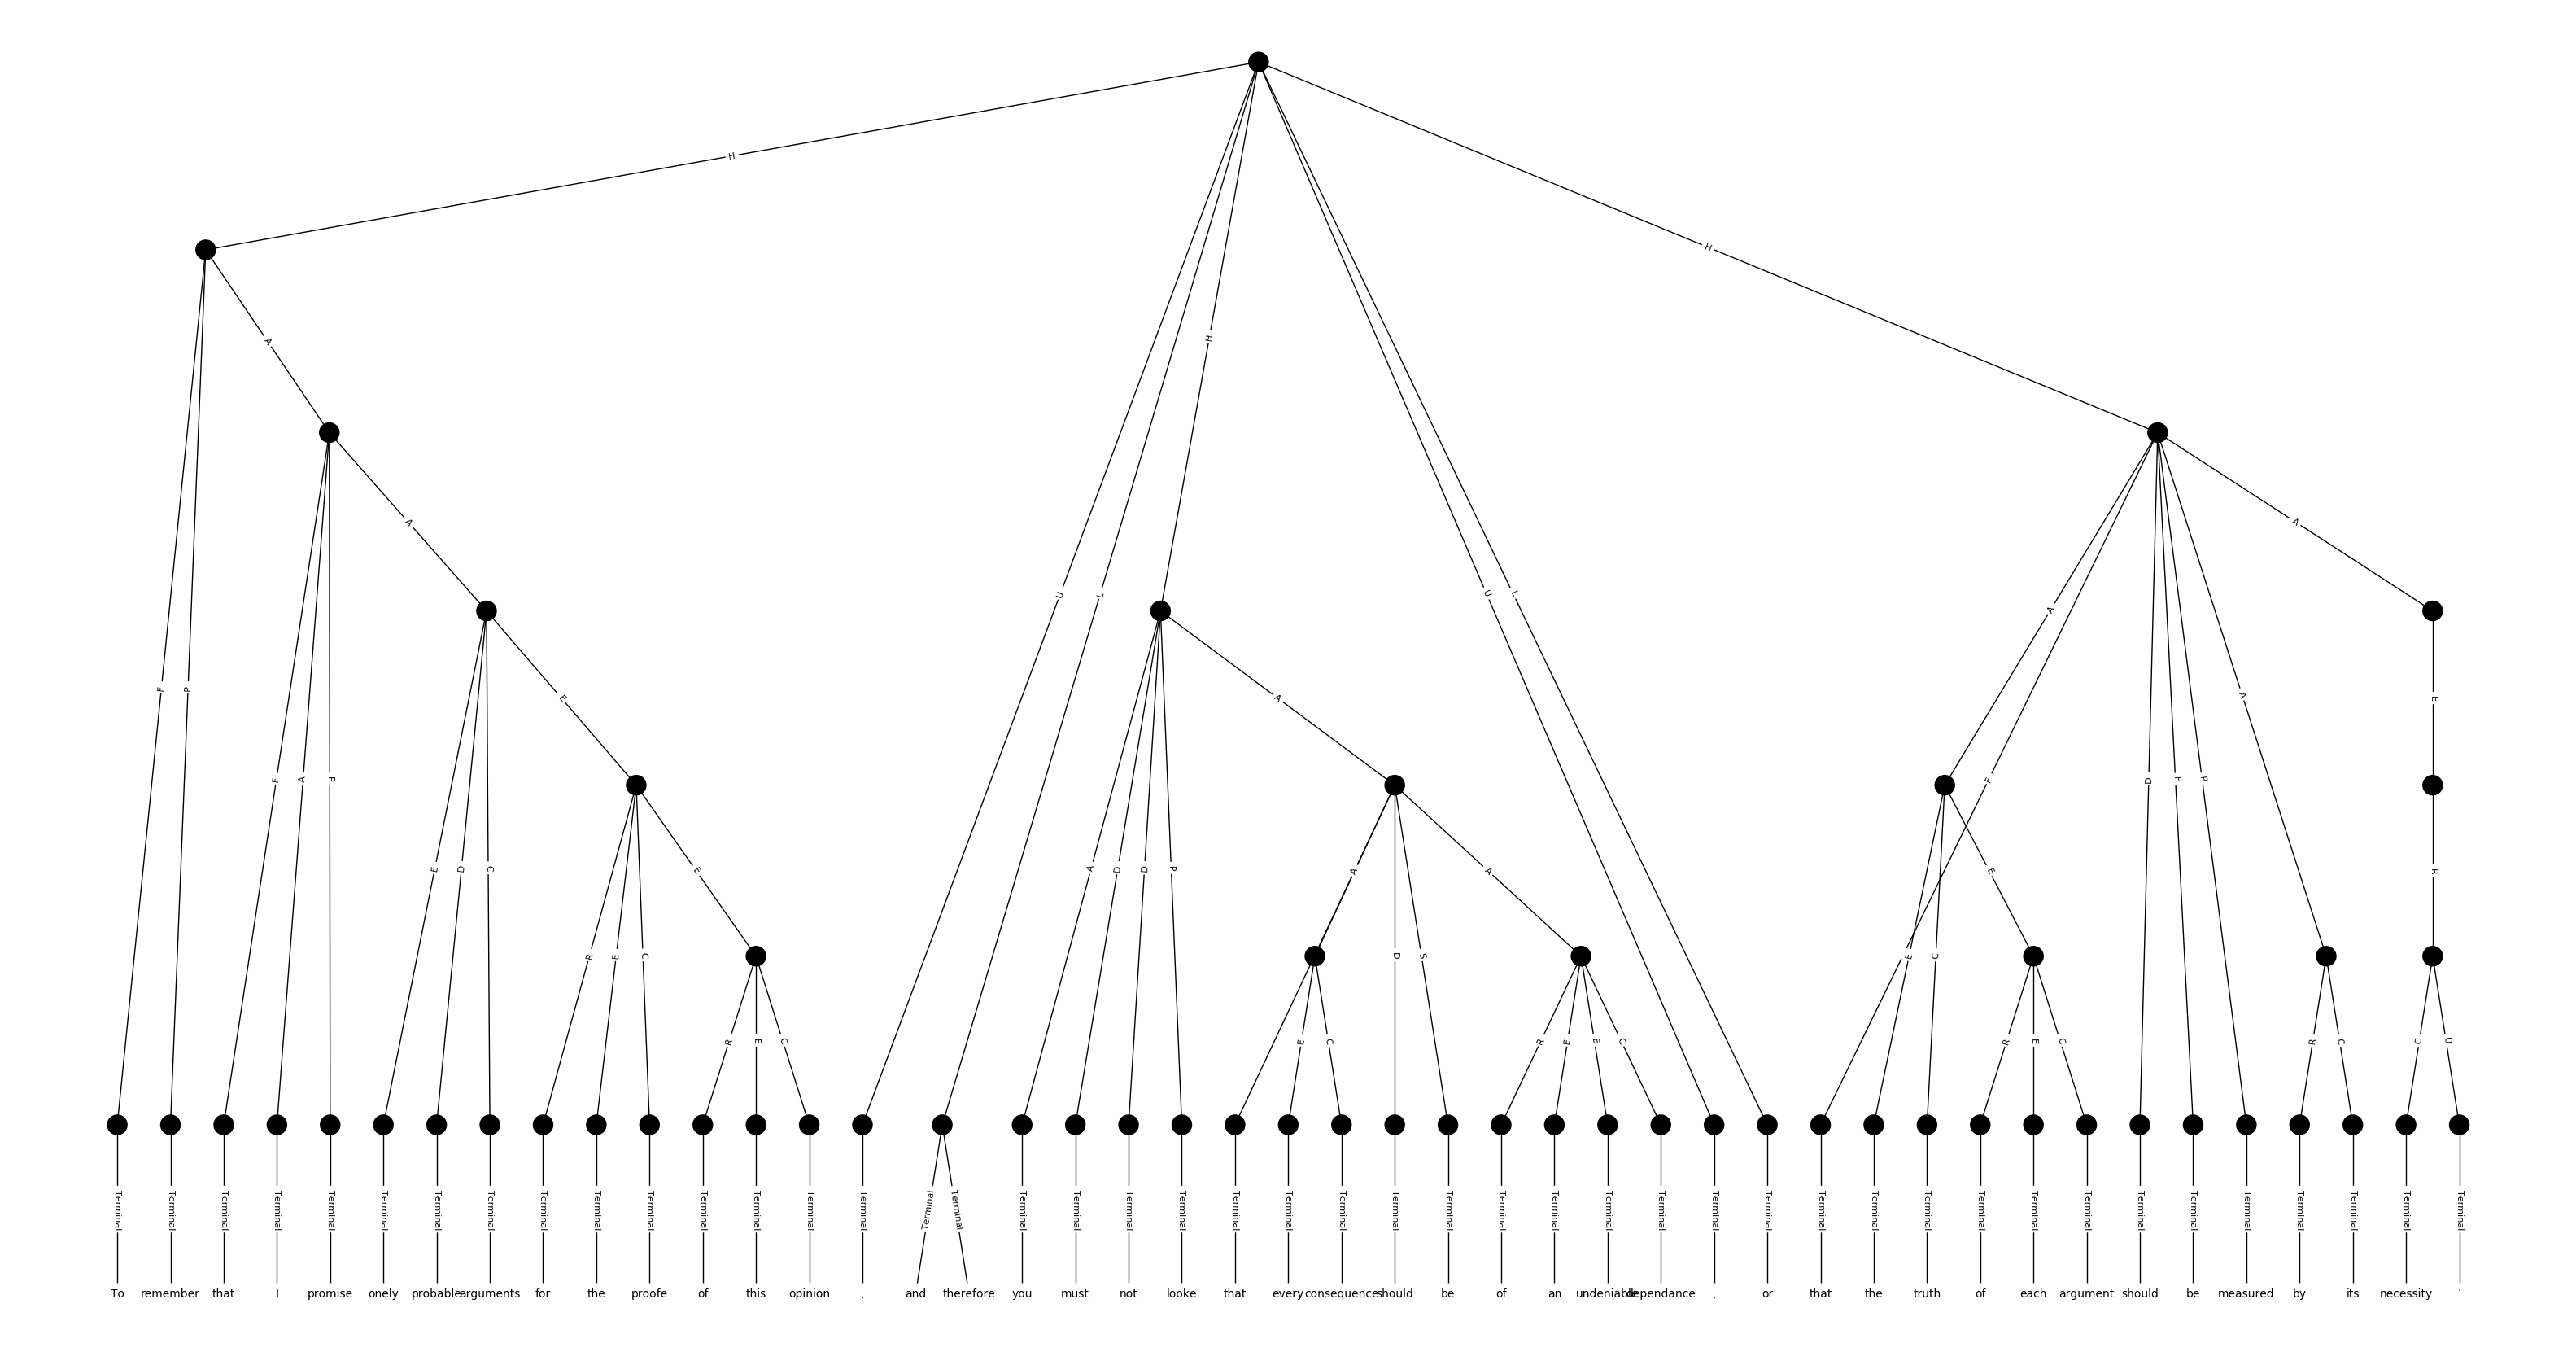 H
H
A
H
A
A
U
L
U
L
A
F
P
E
A
E
A
R
F
A
P
D
F
F
P
E
D
C
E
A
D
D
P
A
A
E
R
R
E
C
D
S
E
C
R
E
C
E
C
R
E
E
C
R
E
C
R
C
C
U
Terminal Terminal Terminal Terminal Terminal Terminal Terminal Terminal Terminal Terminal Terminal Terminal Terminal Terminal Terminal Terminal Terminal Terminal Terminal Terminal Terminal Terminal Terminal Terminal Terminal Terminal Terminal Terminal Terminal Terminal Terminal Terminal Terminal Terminal Terminal Terminal Terminal Terminal Terminal Terminal Terminal Terminal Terminal Terminal Terminal
To remember that I promise onely probable arguments for the proofe of this opinion , and therefore you must not looke that every consequence should be of an undeniable dependance , or that the truth of each argument should be measured by its necessity .